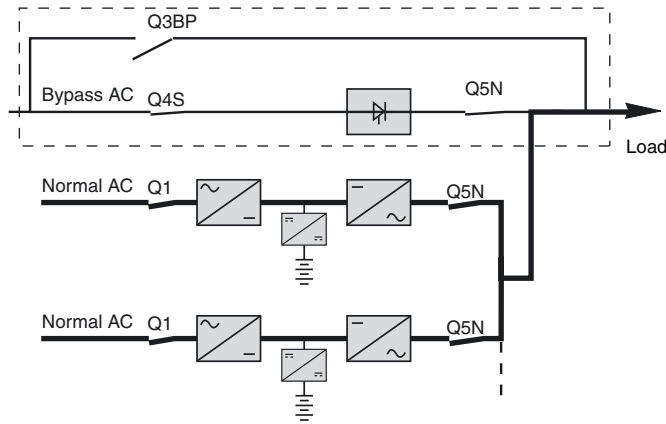 Q3BP
Bypass AC
Q4S
Q5N
Load
Normal AC
Q1
Q5N
Normal AC
Q1
Q5N